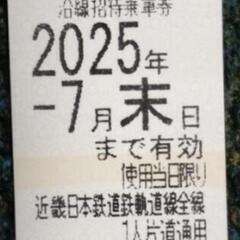 沿線招待乗車券
2025年
-7月末日
まで有効
使用当日限り
近畿日本鉄道鉄軌道線全線
1人片道通用